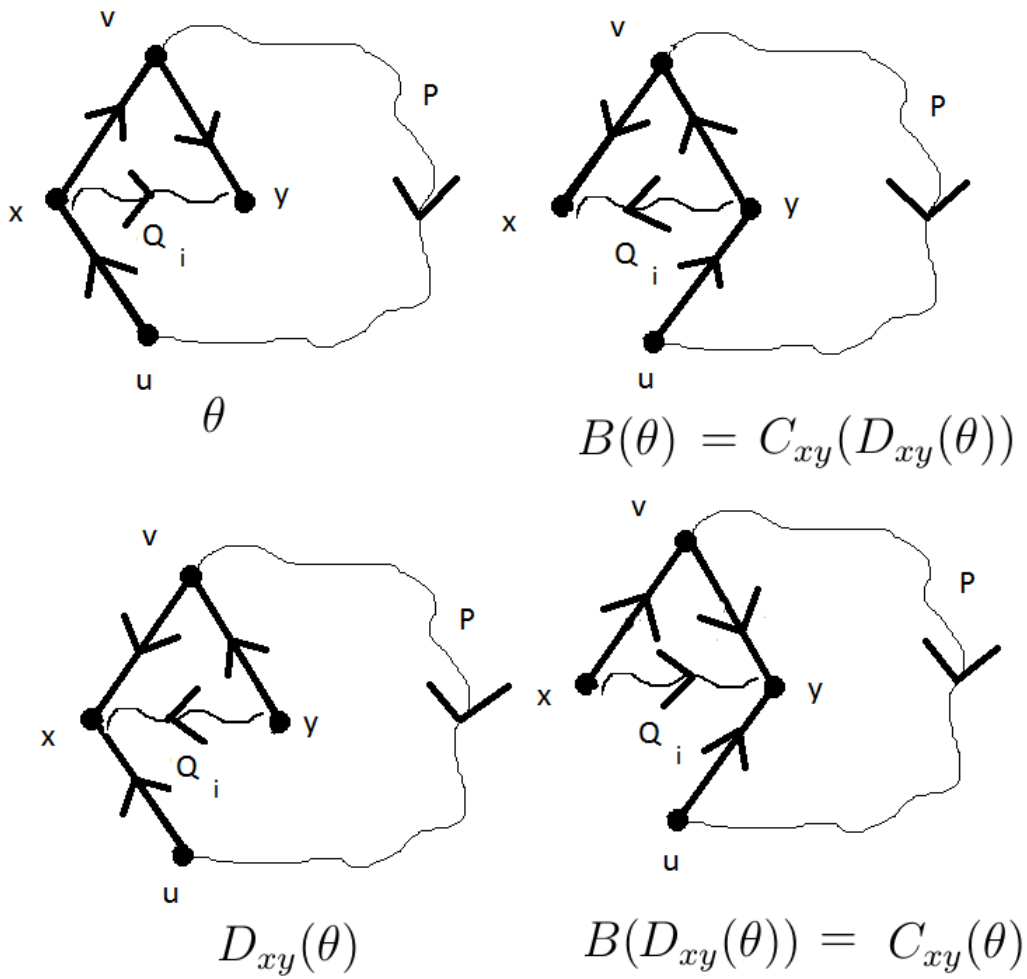 v
P
x
y
Q i
u
θ
v
P
x
y
Q i
u
B(θ) = C_{xy}(D_{xy}(θ))
v
P
x
y
Q i
u
D_{xy}(θ)
v
P
x
y
Q i
u
B(D_{xy}(θ)) = C_{xy}(θ)